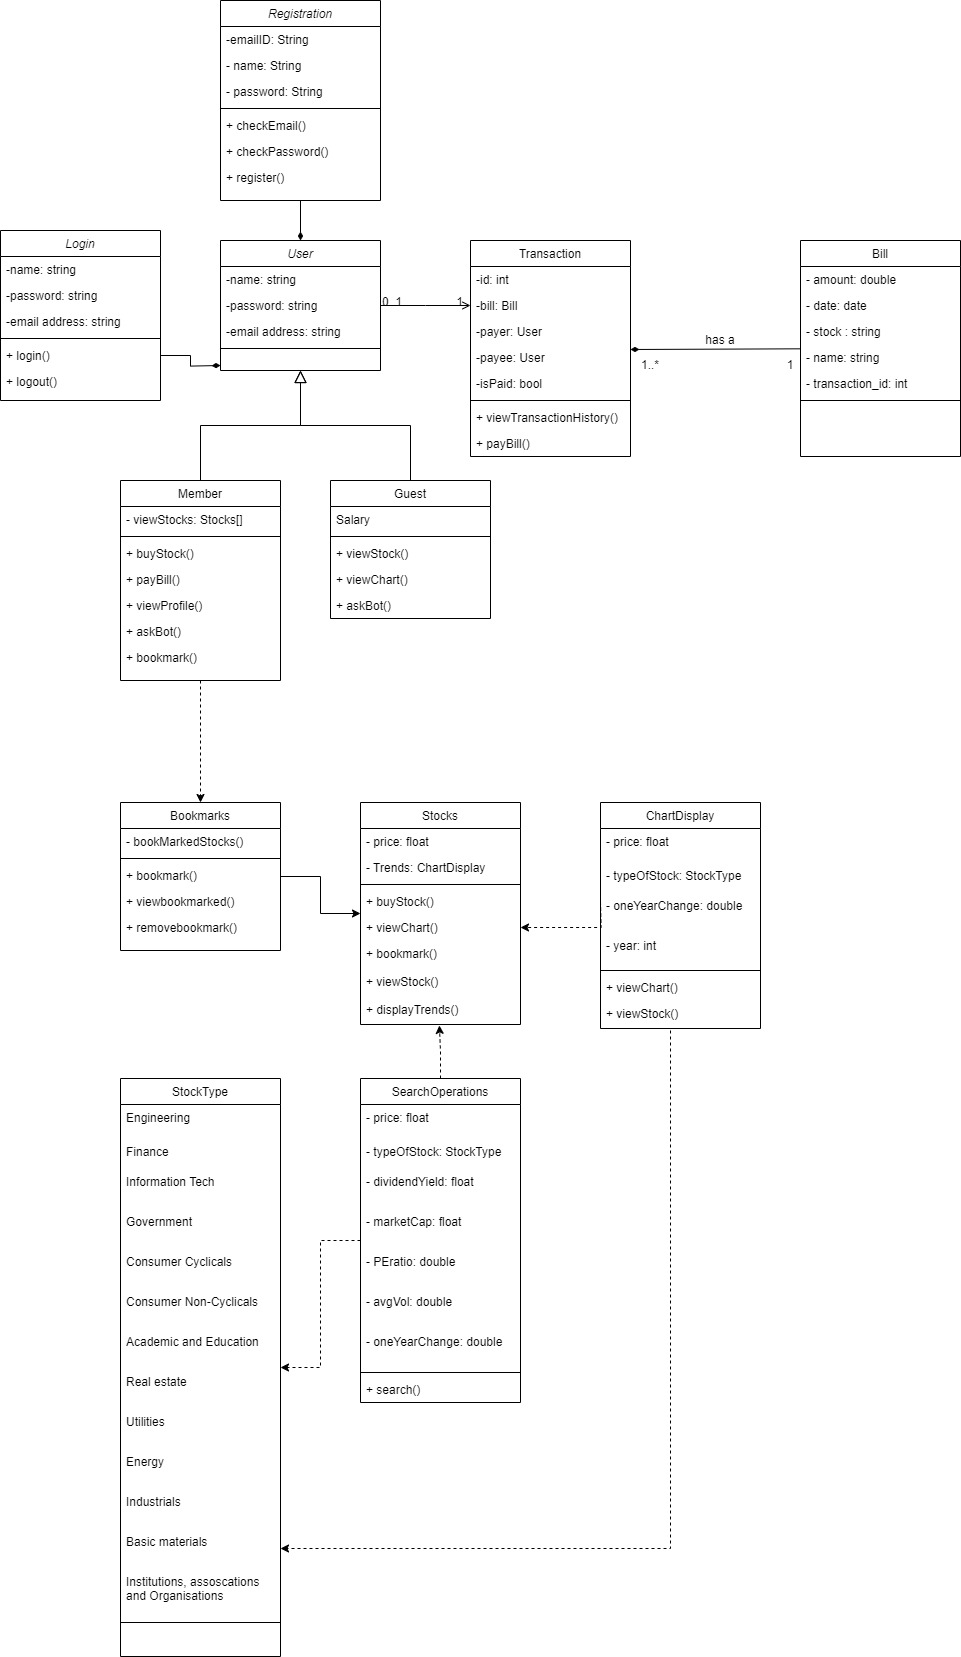 Registration
-emailID: String
- name: String
- password: String
+ checkEmail()
+ checkPassword()
+ register()
Login
-name: string
-password: string
-email address: string
+ login()
+ logout()
User
-name: string
-password: string
-email address: string
0..1
1
Transaction
-id: int
-bill: Bill
-payer: User
-payee: User
-isPaid: bool
+ viewTransactionHistory()
+ payBill()
has a
1..*
1
Bill
- amount: double
- date: date
- stock : string
- name: string
- transaction_id: int
Member
- viewStocks: Stocks[]
+ buyStock()
+ payBill()
+ viewProfile()
+ askBot()
+ bookmark()
Guest
Salary
+ viewStock()
+ viewChart()
+ askBot()
Bookmarks
- bookMarkedStocks()
+ bookmark()
+ viewbookmarked()
+ removebookmark()
Stocks
- price: float
- Trends: ChartDisplay
+ buyStock()
+ viewChart()
+ bookmark()
+ viewStock()
+ displayTrends()
ChartDisplay
- price: float
- typeOfStock: StockType
- oneYearChange: double
- year: int
+ viewChart()
+ viewStock()
StockType
Engineering
Finance
Information Tech
Government
Consumer Cyclicals
Consumer Non-Cyclicals
Academic and Education
Real estate
Utilities
Energy
Industrials
Basic materials
Institutions, assoscations
and Organisations
SearchOperations
- price: float
- typeOfStock: StockType
- dividendYield: float
- marketCap: float
- PEratio: double
- avgVol: double
- oneYearChange: double
+ search()